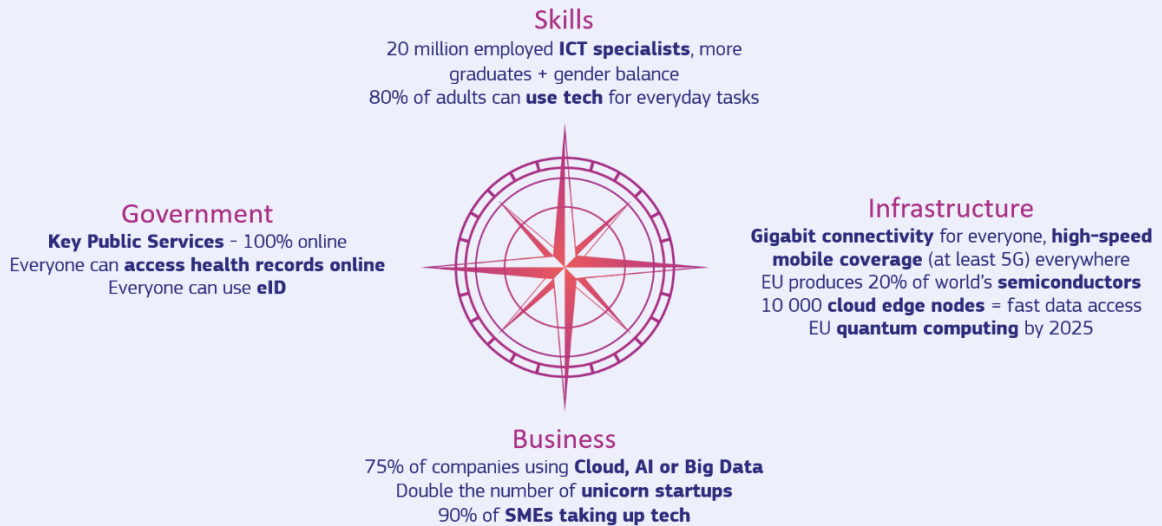 Skills
20 million employed ICT specialists, more
graduates + gender balance
80% of adults can use tech for everyday tasks
Government
Key Public Services - 100% online
Everyone can access health records online
Everyone can use eID
Infrastructure
Gigabit connectivity for everyone, high-speed
mobile coverage (at least 5G) everywhere
EU produces 20% of world's semiconductors
10 000 cloud edge nodes = fast data access
EU quantum computing by 2025
Business
75% of companies using Cloud, AI or Big Data
Double the number of unicorn startups
90% of SMEs taking up tech